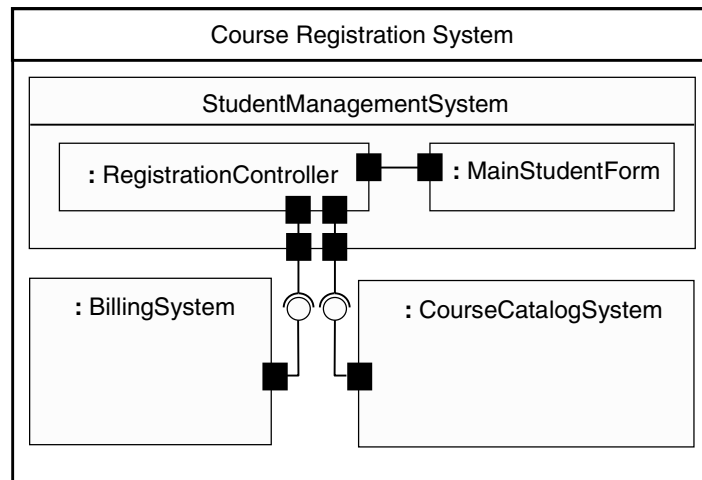 Course Registration System
StudentManagementSystem
: RegistrationController
: MainStudentForm
: BillingSystem
: CourseCatalogSystem